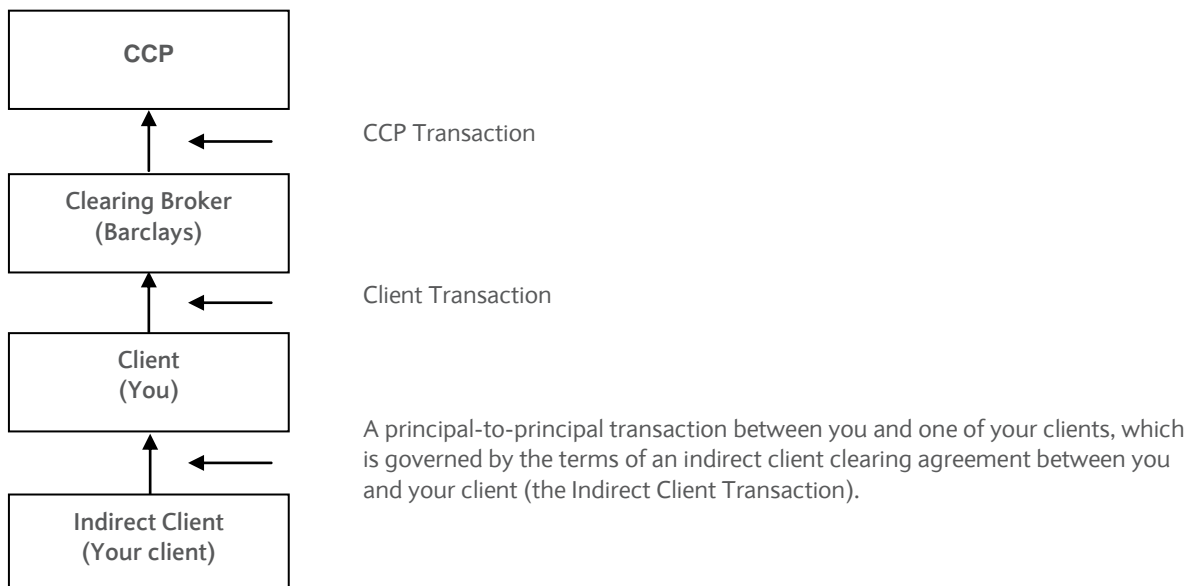 CCP
CCP Transaction
Clearing Broker
(Barclays)
Client Transaction
Client
(You)
A principal-to-principal transaction between you and one of your clients, which
is governed by the terms of an indirect client clearing agreement between you
and your client (the Indirect Client Transaction).
Indirect Client
(Your client)